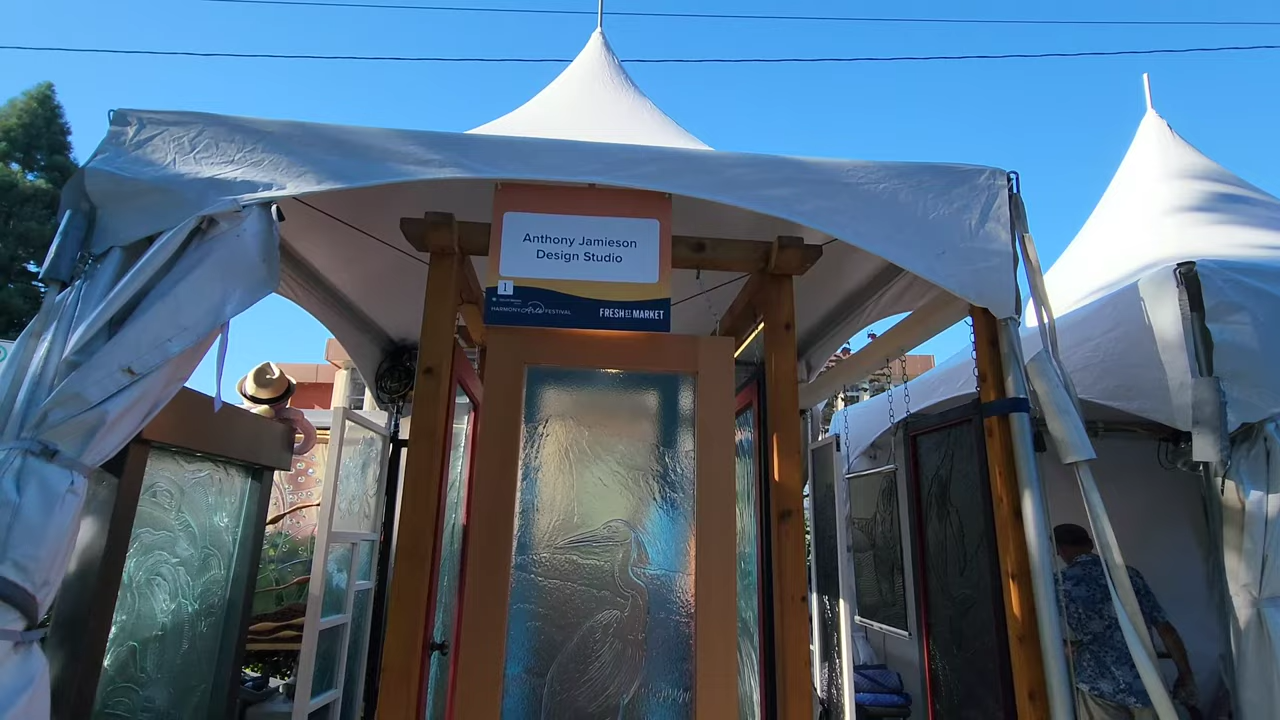 Anthony Jamieson
Design Studio
1
HARMONY Arts FESTIVAL
FRESH ST MARKET